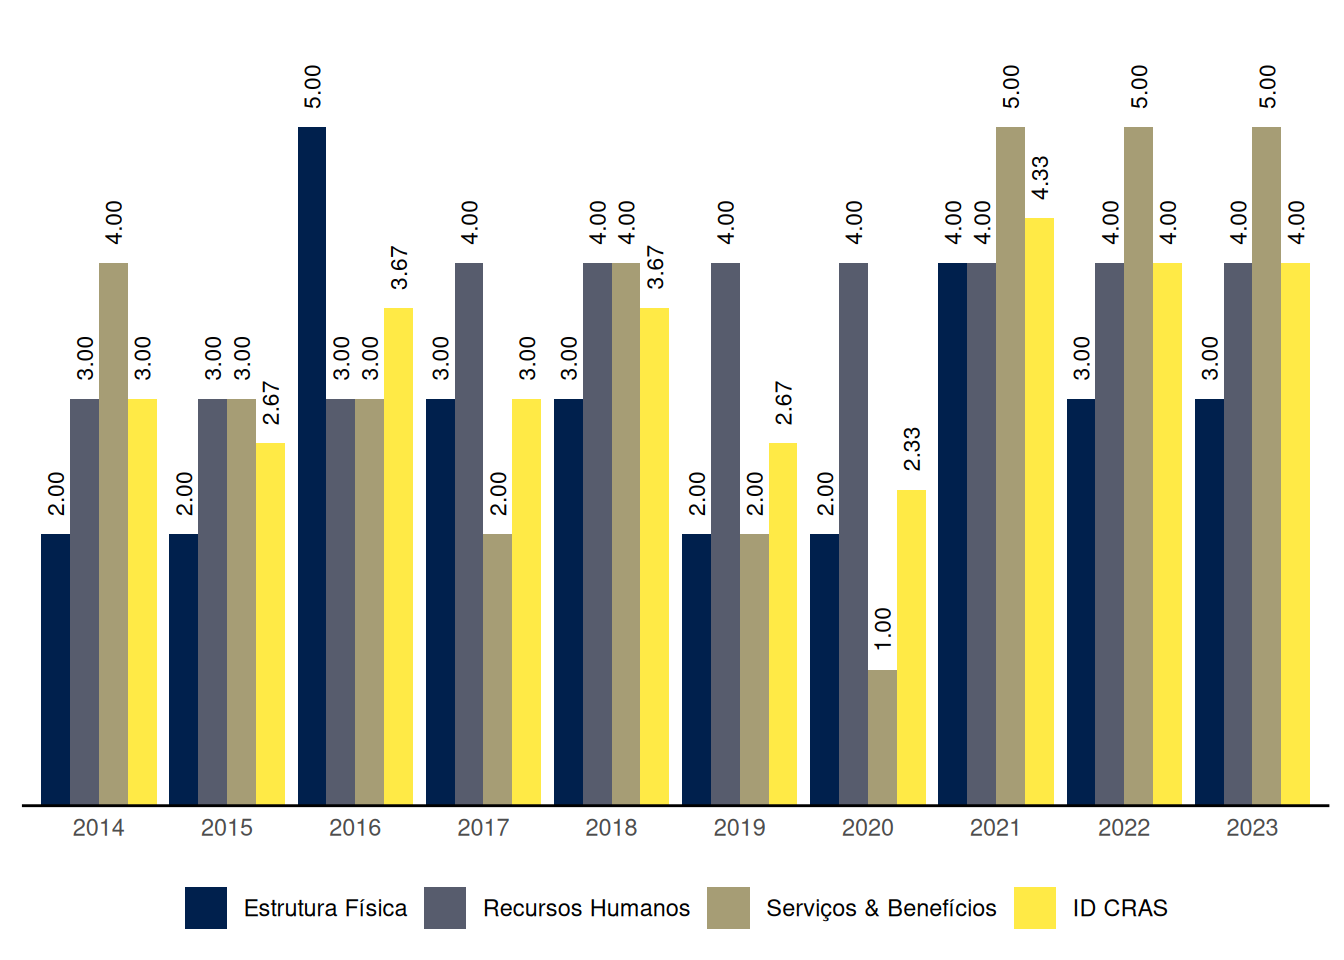 5.00 5.00 5.00 5.00
4.33
4.00 4.00 4.00 4.00 4.00 4.00 4.00 4.00 4.00 4.00 4.00 4.00
3.67 3.67
3.00 3.00 3.00 3.00 3.00 3.00 3.00 3.00 3.00 3.00 3.00
2.67 2.67
2.33
2.00 2.00 2.00 2.00 2.00 2.00
1.00
2014 2015 2016 2017 2018 2019 2020 2021 2022 2023
Estrutura Física Recursos Humanos Serviços & Benefícios ID CRAS